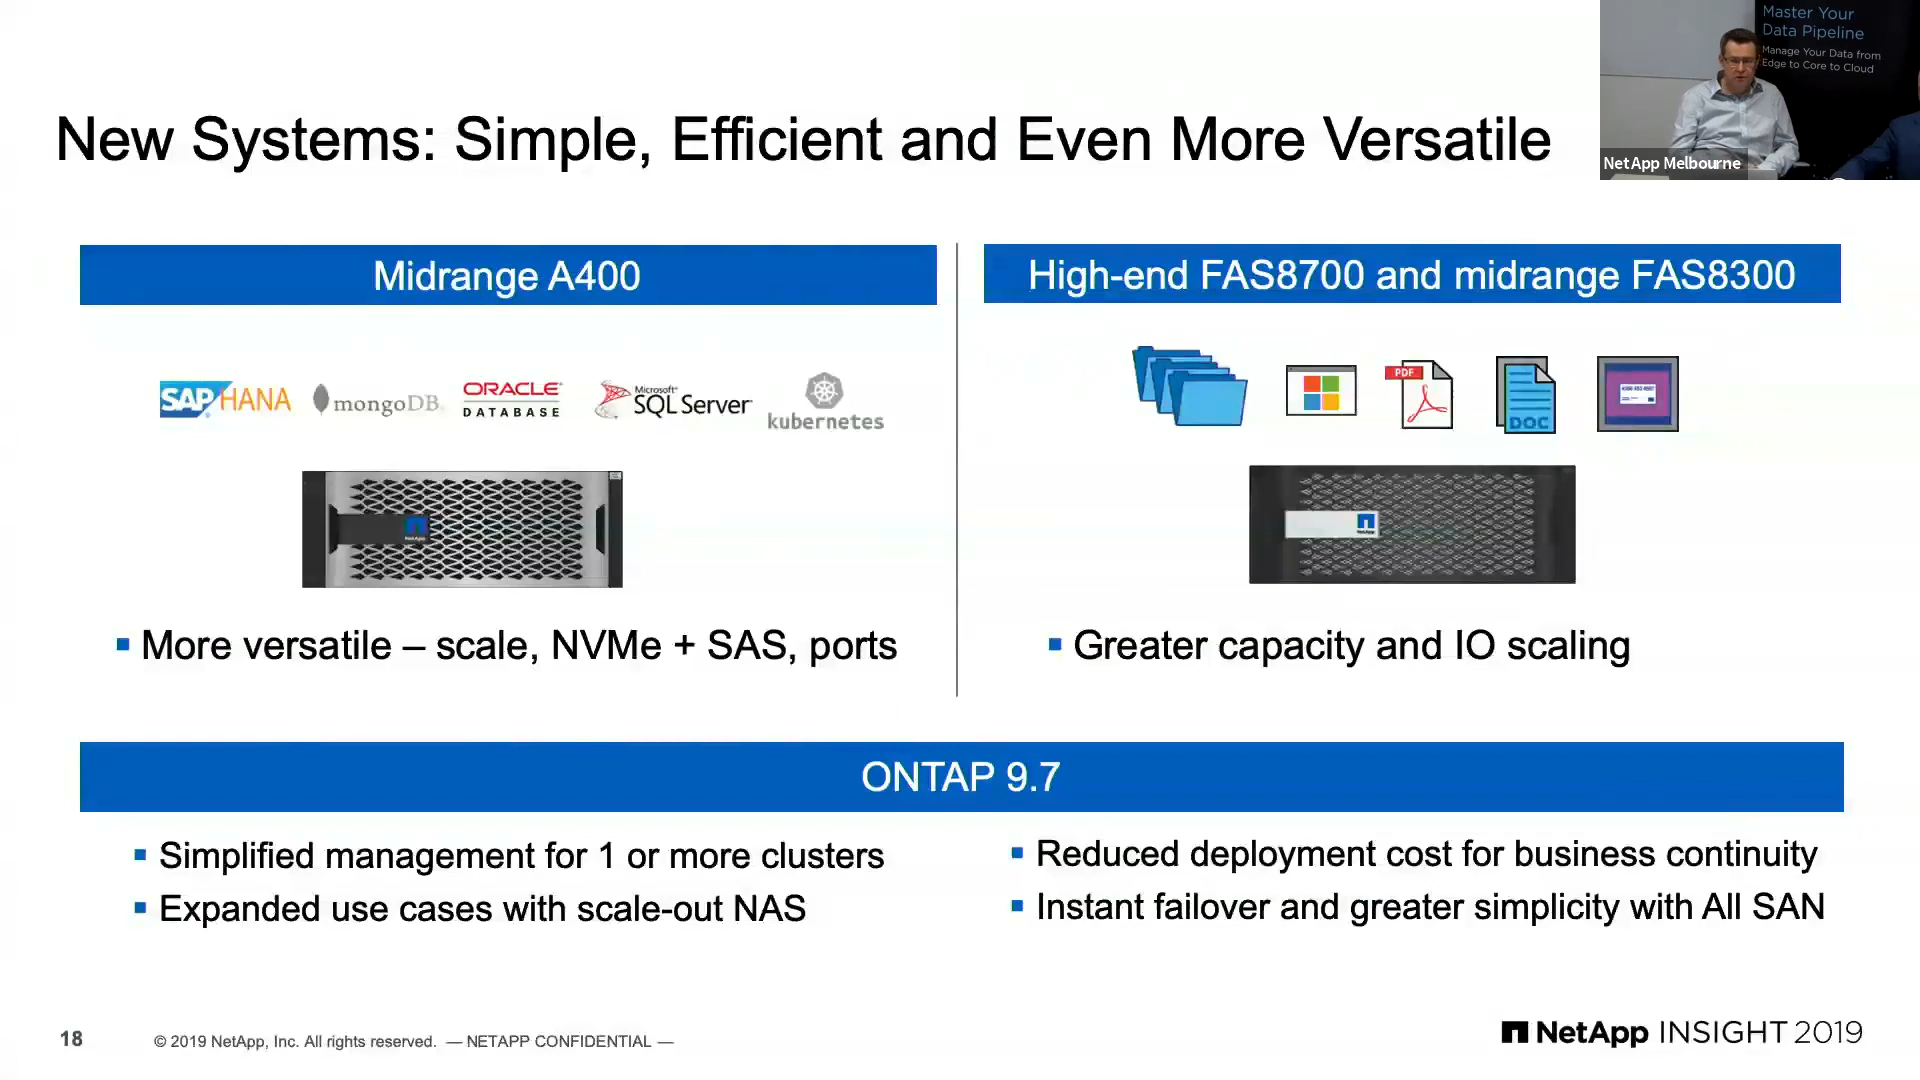 Master Your
Data Pipeline
Manage Your Data from
Edge to Core to Cloud
NetApp Melbourne
New Systems: Simple, Efficient and Even More Versatile
Midrange A400
SAP HANA
mongoDB
ORACLE
DATABASE
Microsoft
SQL Server
kubernetes
NetApp
More versatile – scale, NVMe + SAS, ports
High-end FAS8700 and midrange FAS8300
PDF
DOC
NetApp
Greater capacity and IO scaling
ONTAP 9.7
Simplified management for 1 or more clusters
Expanded use cases with scale-out NAS
Reduced deployment cost for business continuity
Instant failover and greater simplicity with All SAN
18
© 2019 NetApp, Inc. All rights reserved. — NETAPP CONFIDENTIAL —
NetApp INSIGHT 2019